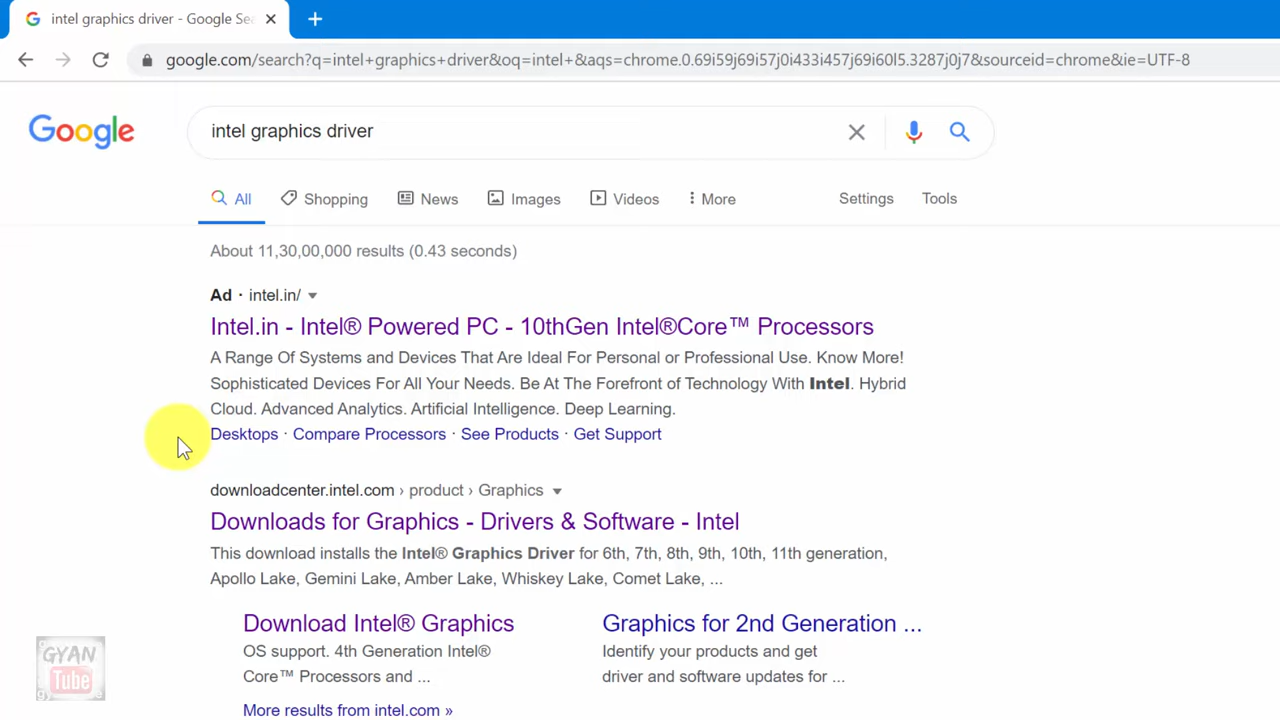 intel graphics driver - Google Sea
google.com/search?q=intel+graphics+driver&oq=intel+&aqs=chrome.0.69i59j69i57j0i433i457j69i60l5.3287j0j7&sourceid=chrome&ie=UTF-8
Google
intel graphics driver
All Shopping News Images Videos More Settings Tools
About 11,30,00,000 results (0.43 seconds)
Ad · intel.in/
Intel.in - Intel® Powered PC - 10thGen Intel®Core™ Processors
A Range Of Systems and Devices That Are Ideal For Personal or Professional Use. Know More!
Sophisticated Devices For All Your Needs. Be At The Forefront of Technology With Intel. Hybrid
Cloud. Advanced Analytics. Artificial Intelligence. Deep Learning.
Desktops · Compare Processors · See Products · Get Support
downloadcenter.intel.com › product › Graphics
Downloads for Graphics - Drivers & Software - Intel
This download installs the Intel® Graphics Driver for 6th, 7th, 8th, 9th, 10th, 11th generation,
Apollo Lake, Gemini Lake, Amber Lake, Whiskey Lake, Comet Lake, ...
Download Intel® Graphics
OS support. 4th Generation Intel®
Core™ Processors and ...
Graphics for 2nd Generation ...
Identify your products and get
driver and software updates for ...
More results from intel.com »
GYAN
Tube